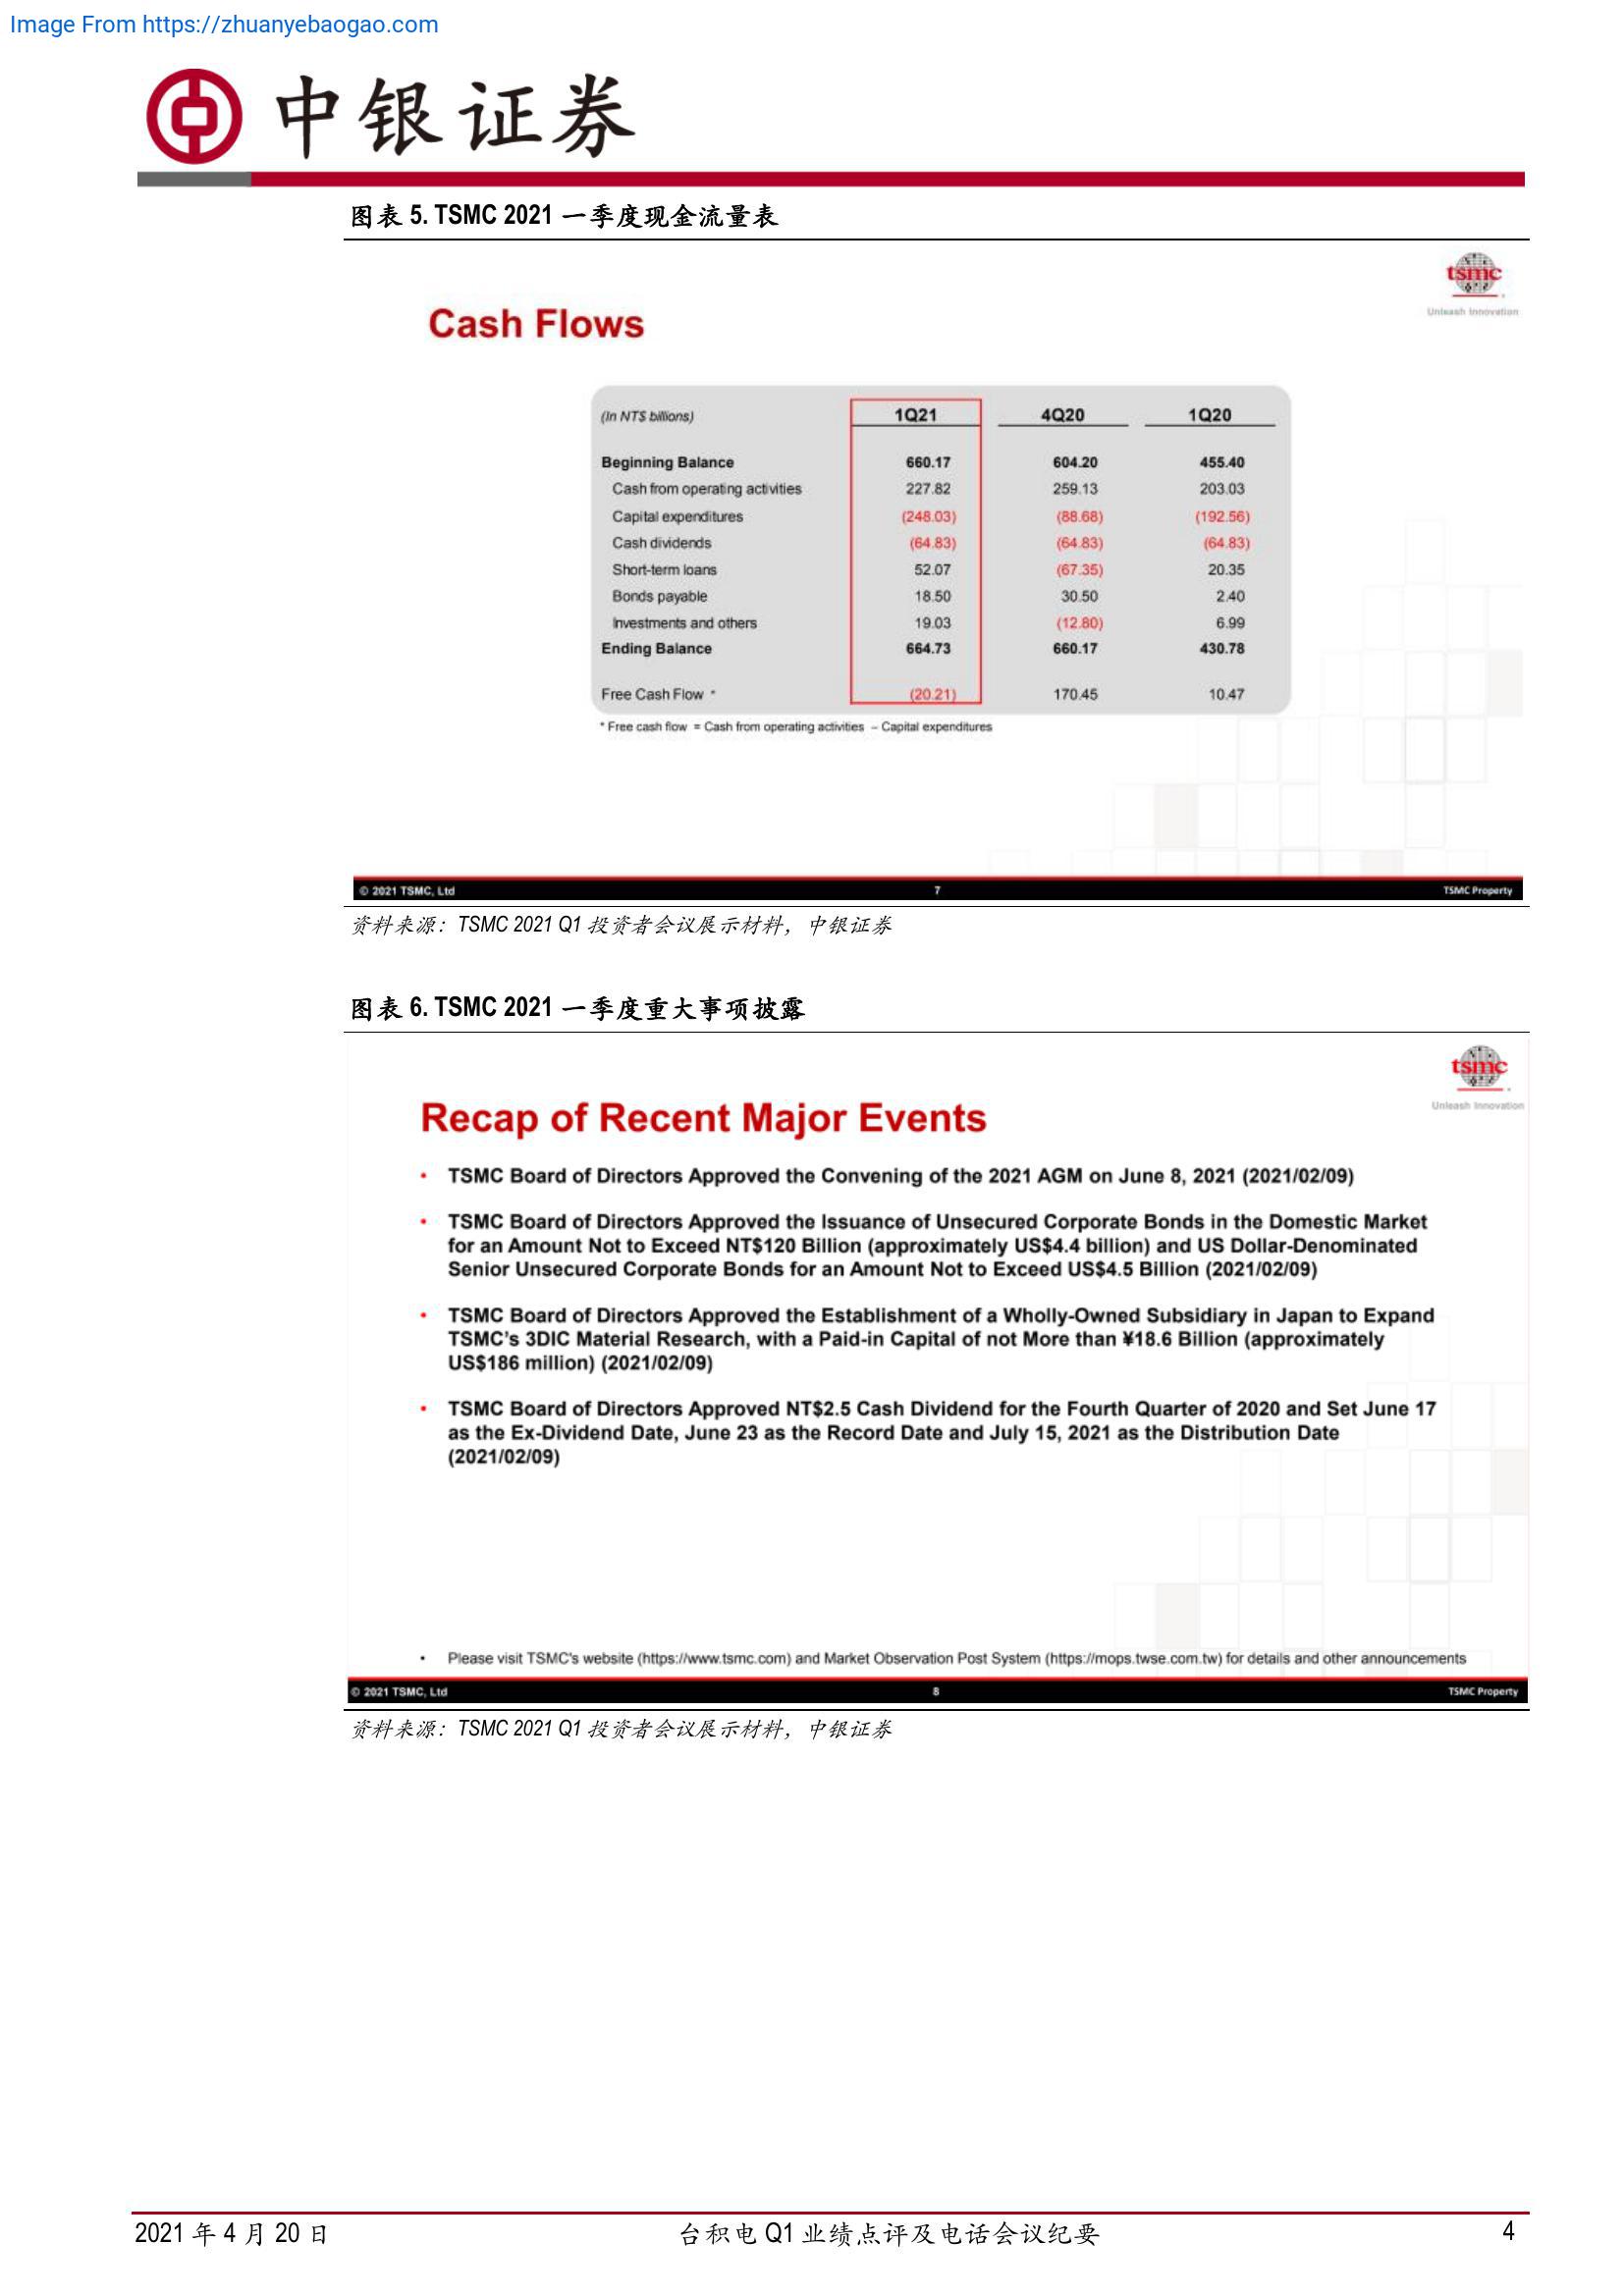 Image From https://zhuanyebaogao.com
中银证券
图表 5. TSMC 2021 一季度现金流量表
tsmc
Unleash Innovation
Cash Flows
(In NT$ billions) 1Q21 4Q20 1Q20
Beginning Balance 660.17 604.20 455.40
Cash from operating activities 227.82 259.13 203.03
Capital expenditures (248.03) (88.68) (192.56)
Cash dividends (64.83) (64.83) (64.83)
Short-term loans 52.07 (67.35) 20.35
Bonds payable 18.50 30.50 2.40
Investments and others 19.03 (12.80) 6.99
Ending Balance 664.73 660.17 430.78
Free Cash Flow * (20.21) 170.45 10.47
* Free cash flow = Cash from operating activities – Capital expenditures
© 2021 TSMC, Ltd 7 TSMC Property
资料来源：TSMC 2021 Q1 投资者会议展示材料，中银证券
图表 6. TSMC 2021 一季度重大事项披露
tsmc
Unleash Innovation
Recap of Recent Major Events
• TSMC Board of Directors Approved the Convening of the 2021 AGM on June 8, 2021 (2021/02/09)
• TSMC Board of Directors Approved the Issuance of Unsecured Corporate Bonds in the Domestic Market
for an Amount Not to Exceed NT$120 Billion (approximately US$4.4 billion) and US Dollar-Denominated
Senior Unsecured Corporate Bonds for an Amount Not to Exceed US$4.5 Billion (2021/02/09)
• TSMC Board of Directors Approved the Establishment of a Wholly-Owned Subsidiary in Japan to Expand
TSMC's 3DIC Material Research, with a Paid-in Capital of not More than ¥18.6 Billion (approximately
US$186 million) (2021/02/09)
• TSMC Board of Directors Approved NT$2.5 Cash Dividend for the Fourth Quarter of 2020 and Set June 17
as the Ex-Dividend Date, June 23 as the Record Date and July 15, 2021 as the Distribution Date
(2021/02/09)
• Please visit TSMC's website (https://www.tsmc.com) and Market Observation Post System (https://mops.twse.com.tw) for details and other announcements
© 2021 TSMC, Ltd 8 TSMC Property
资料来源：TSMC 2021 Q1 投资者会议展示材料，中银证券
2021 年 4 月 20 日 台积电 Q1 业绩点评及电话会议纪要 4